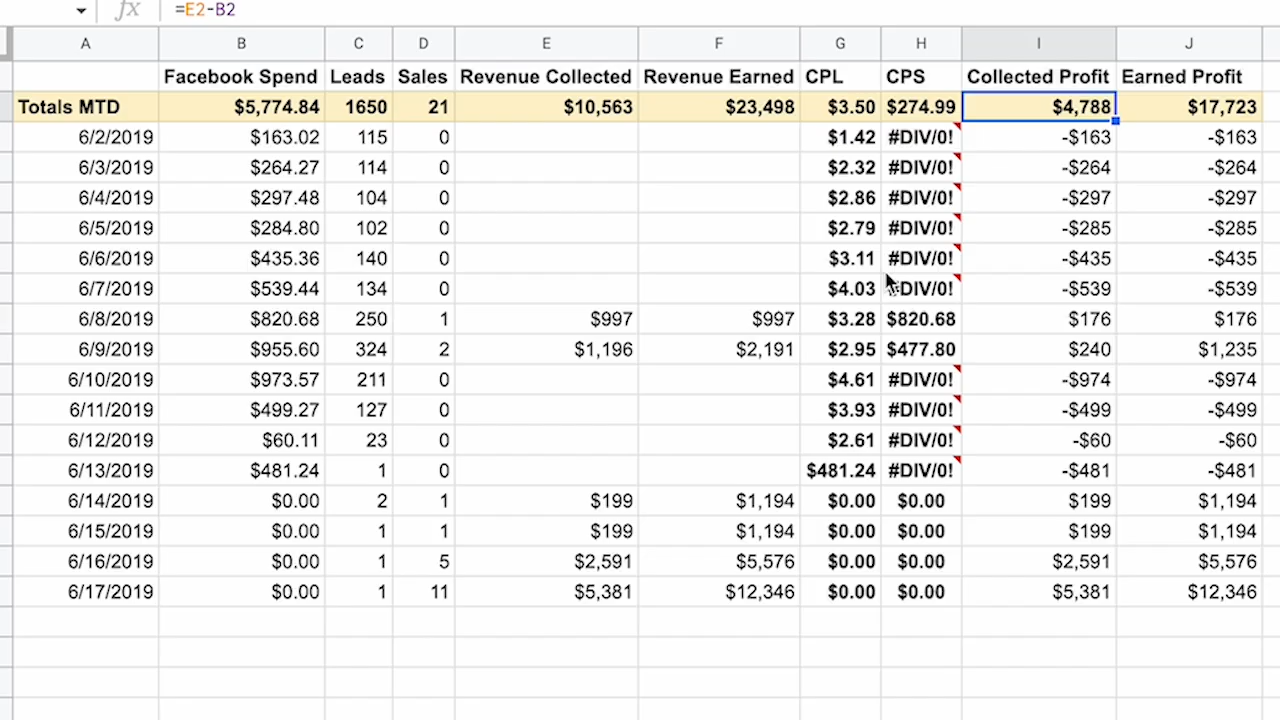 fx =E2-B2
A B C D E F G H I J
Facebook Spend Leads Sales Revenue Collected Revenue Earned CPL CPS Collected Profit Earned Profit
Totals MTD $5,774.84 1650 21 $10,563 $23,498 $3.50 $274.99 $4,788 $17,723
6/2/2019 $163.02 115 0 $1.42 #DIV/0! -$163 -$163
6/3/2019 $264.27 114 0 $2.32 #DIV/0! -$264 -$264
6/4/2019 $297.48 104 0 $2.86 #DIV/0! -$297 -$297
6/5/2019 $284.80 102 0 $2.79 #DIV/0! -$285 -$285
6/6/2019 $435.36 140 0 $3.11 #DIV/0! -$435 -$435
6/7/2019 $539.44 134 0 $4.03 #DIV/0! -$539 -$539
6/8/2019 $820.68 250 1 $997 $997 $3.28 $820.68 $176 $176
6/9/2019 $955.60 324 2 $1,196 $2,191 $2.95 $477.80 $240 $1,235
6/10/2019 $973.57 211 0 $4.61 #DIV/0! -$974 -$974
6/11/2019 $499.27 127 0 $3.93 #DIV/0! -$499 -$499
6/12/2019 $60.11 23 0 $2.61 #DIV/0! -$60 -$60
6/13/2019 $481.24 1 0 $481.24 #DIV/0! -$481 -$481
6/14/2019 $0.00 2 1 $199 $1,194 $0.00 $0.00 $199 $1,194
6/15/2019 $0.00 1 1 $199 $1,194 $0.00 $0.00 $199 $1,194
6/16/2019 $0.00 1 5 $2,591 $5,576 $0.00 $0.00 $2,591 $5,576
6/17/2019 $0.00 1 11 $5,381 $12,346 $0.00 $0.00 $5,381 $12,346